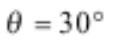 θ = 30°